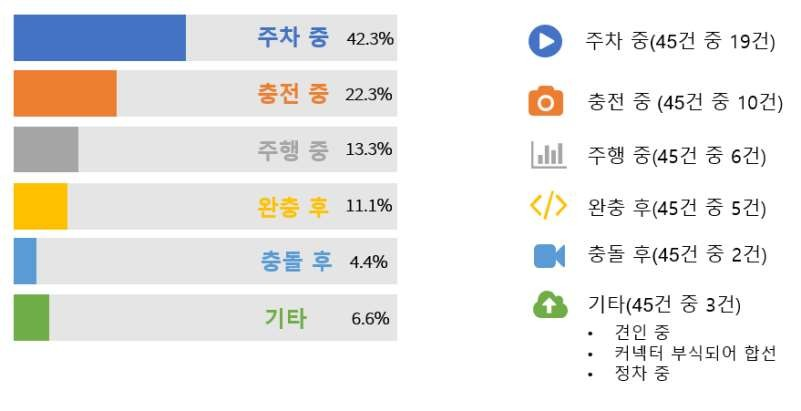 주차 중 42.3%
충전 중 22.3%
주행 중 13.3%
완충 후 11.1%
충돌 후 4.4%
기타 6.6%
주차 중(45건 중 19건)
충전 중 (45건 중 10건)
주행 중(45건 중 6건)
완충 후(45건 중 5건)
충돌 후(45건 중 2건)
기타(45건 중 3건)
• 견인 중
• 커넥터 부식되어 합선
• 정차 중